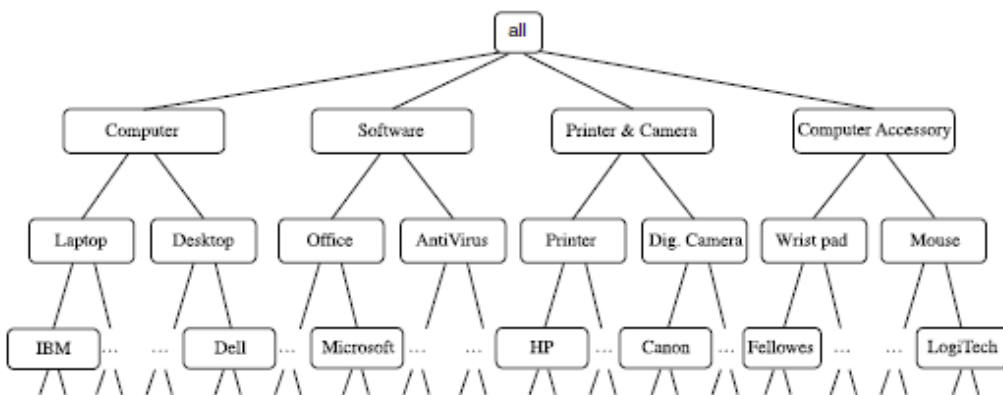 all
Computer
Software
Printer & Camera
Computer Accessory
Laptop
Desktop
Office
AntiVirus
Printer
Dig. Camera
Wrist pad
Mouse
IBM
...
...
Dell
...
Microsoft
...
...
HP
...
Canon
...
Fellowes
...
...
LogiTech